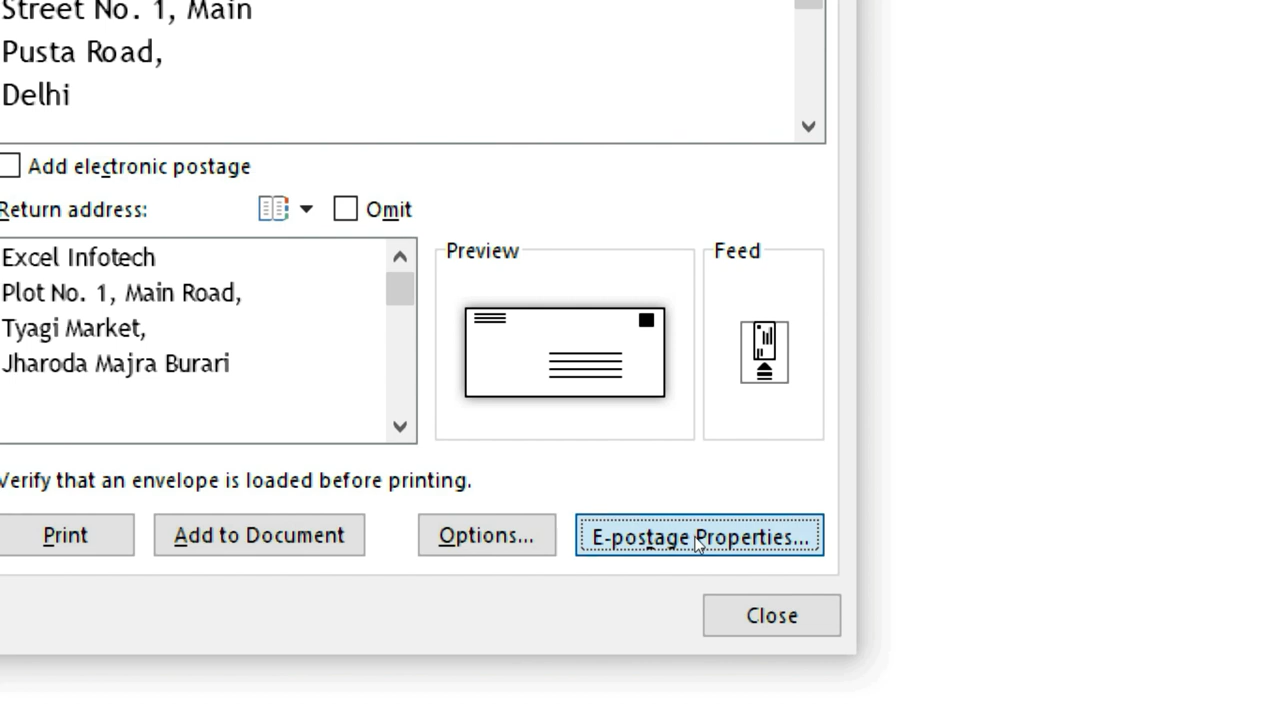 Street No. 1, Main
Pusta Road,
Delhi
Add electronic postage
Return address:
Omit
Excel Infotech
Plot No. 1, Main Road,
Tyagi Market,
Jharoda Majra Burari
Preview
Feed
Verify that an envelope is loaded before printing.
Print
Add to Document
Options...
E-postage Properties...
Close